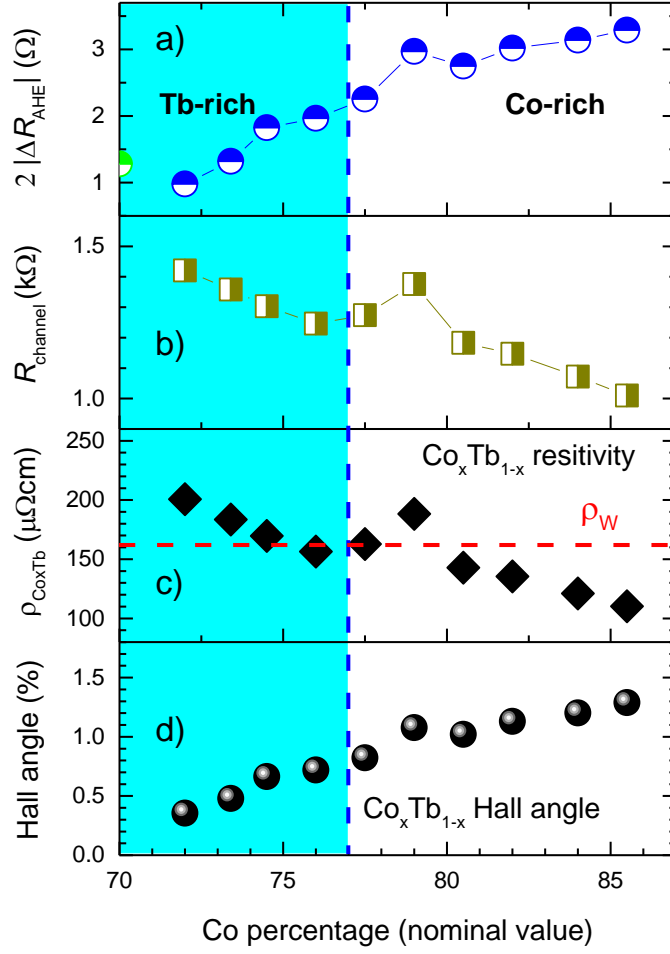 a)
2 |ΔR_AHE| (Ω)
3
2
1
Tb-rich
Co-rich
b)
R_channel (kΩ)
1.5
1.0
c)
ρ_CoxTb (μΩcm)
250
200
150
100
Co_xTb_1-x resitivity
ρ_W
d)
Hall angle (%)
1.5
1.0
0.5
0.0
Co_xTb_1-x Hall angle
70
75
80
85
Co percentage (nominal value)